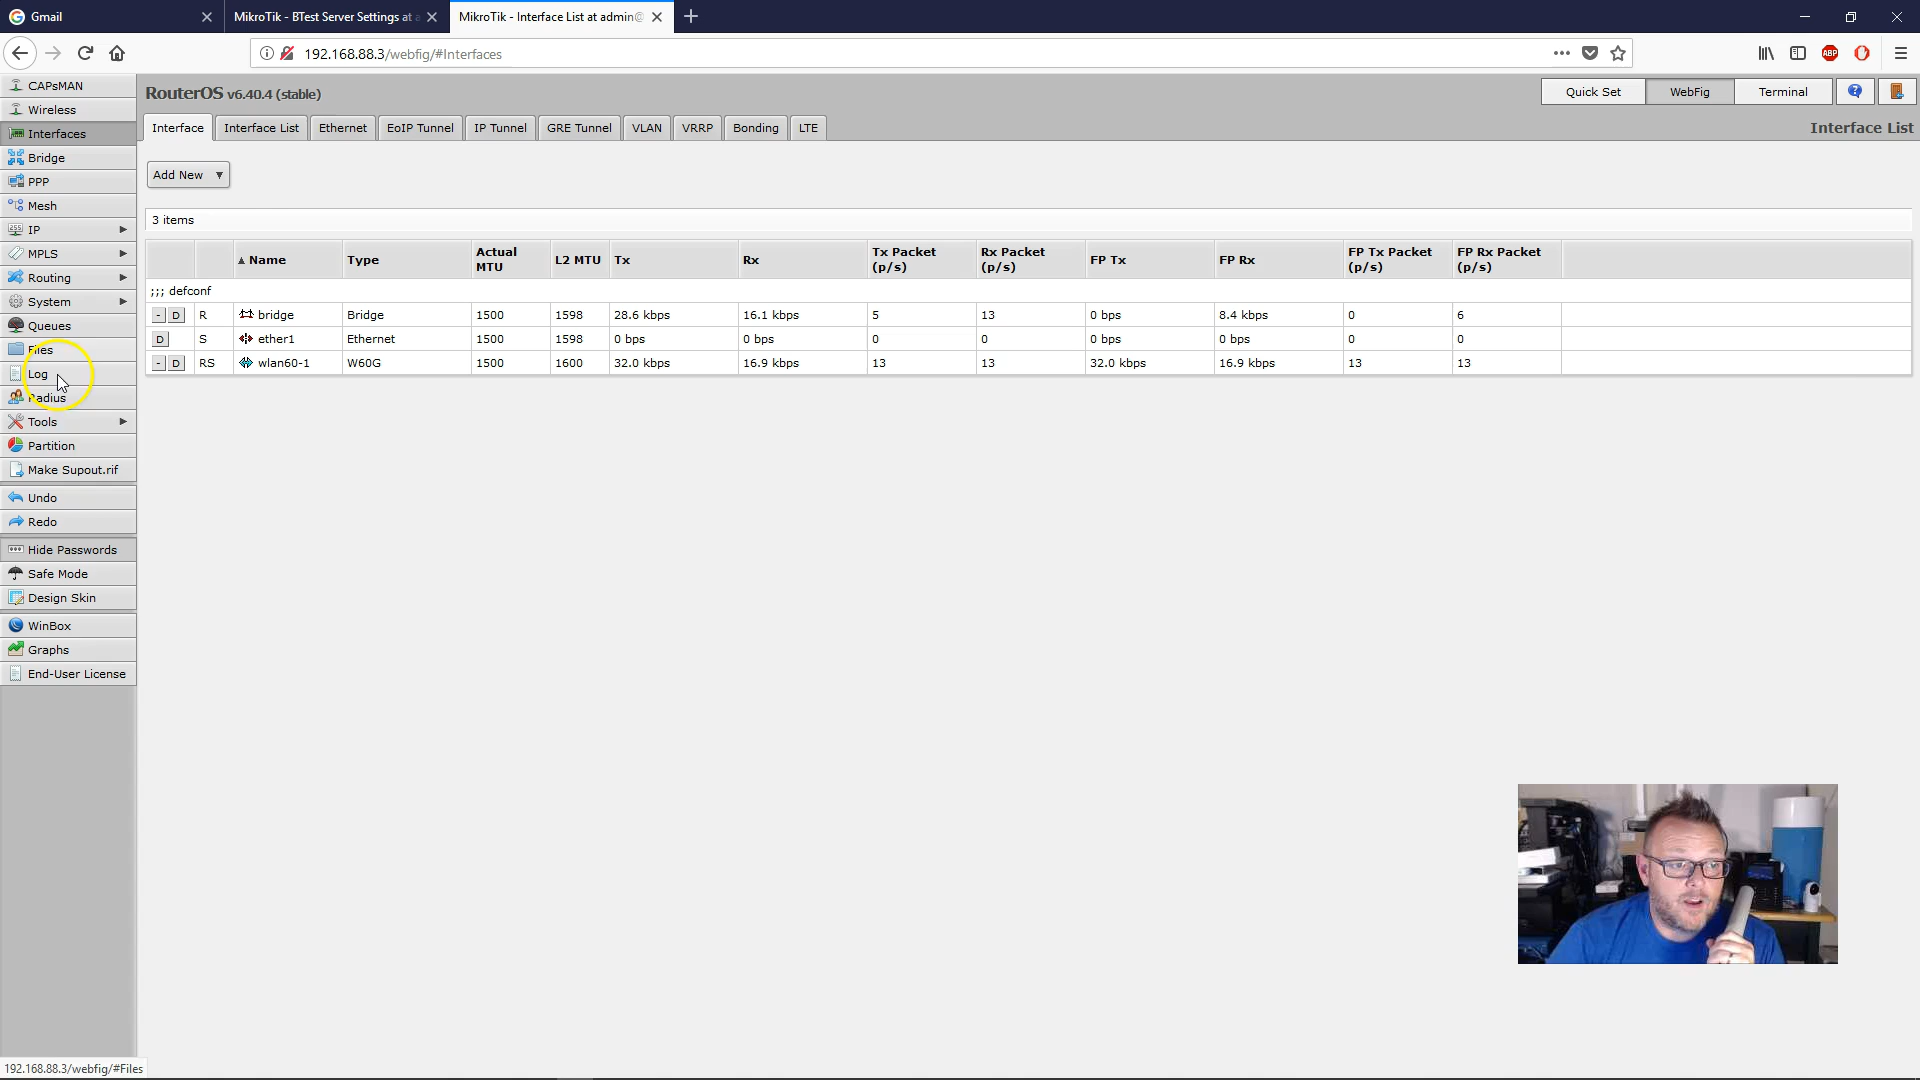 Gmail
MikroTik - BTest Server Settings at a
MikroTik - Interface List at admin@
192.168.88.3/webfig/#Interfaces
CAPsMAN
Wireless
Interfaces
Bridge
PPP
Mesh
IP
MPLS
Routing
System
Queues
Files
Log
Radius
Tools
Partition
Make Supout.rif
Undo
Redo
Hide Passwords
Safe Mode
Design Skin
WinBox
Graphs
End-User License
192.168.88.3/webfig/#Files
RouterOS v6.40.4 (stable)
Quick Set WebFig Terminal
Interface Interface List Ethernet EoIP Tunnel IP Tunnel GRE Tunnel VLAN VRRP Bonding LTE
Interface List
Add New
3 items
Name Type Actual MTU L2 MTU Tx Rx Tx Packet (p/s) Rx Packet (p/s) FP Tx FP Rx FP Tx Packet (p/s) FP Rx Packet (p/s)
;;; defconf
- D R bridge Bridge 1500 1598 28.6 kbps 16.1 kbps 5 13 0 bps 8.4 kbps 0 6
D S ether1 Ethernet 1500 1598 0 bps 0 bps 0 0 0 bps 0 bps 0 0
- D RS wlan60-1 W60G 1500 1600 32.0 kbps 16.9 kbps 13 13 32.0 kbps 16.9 kbps 13 13